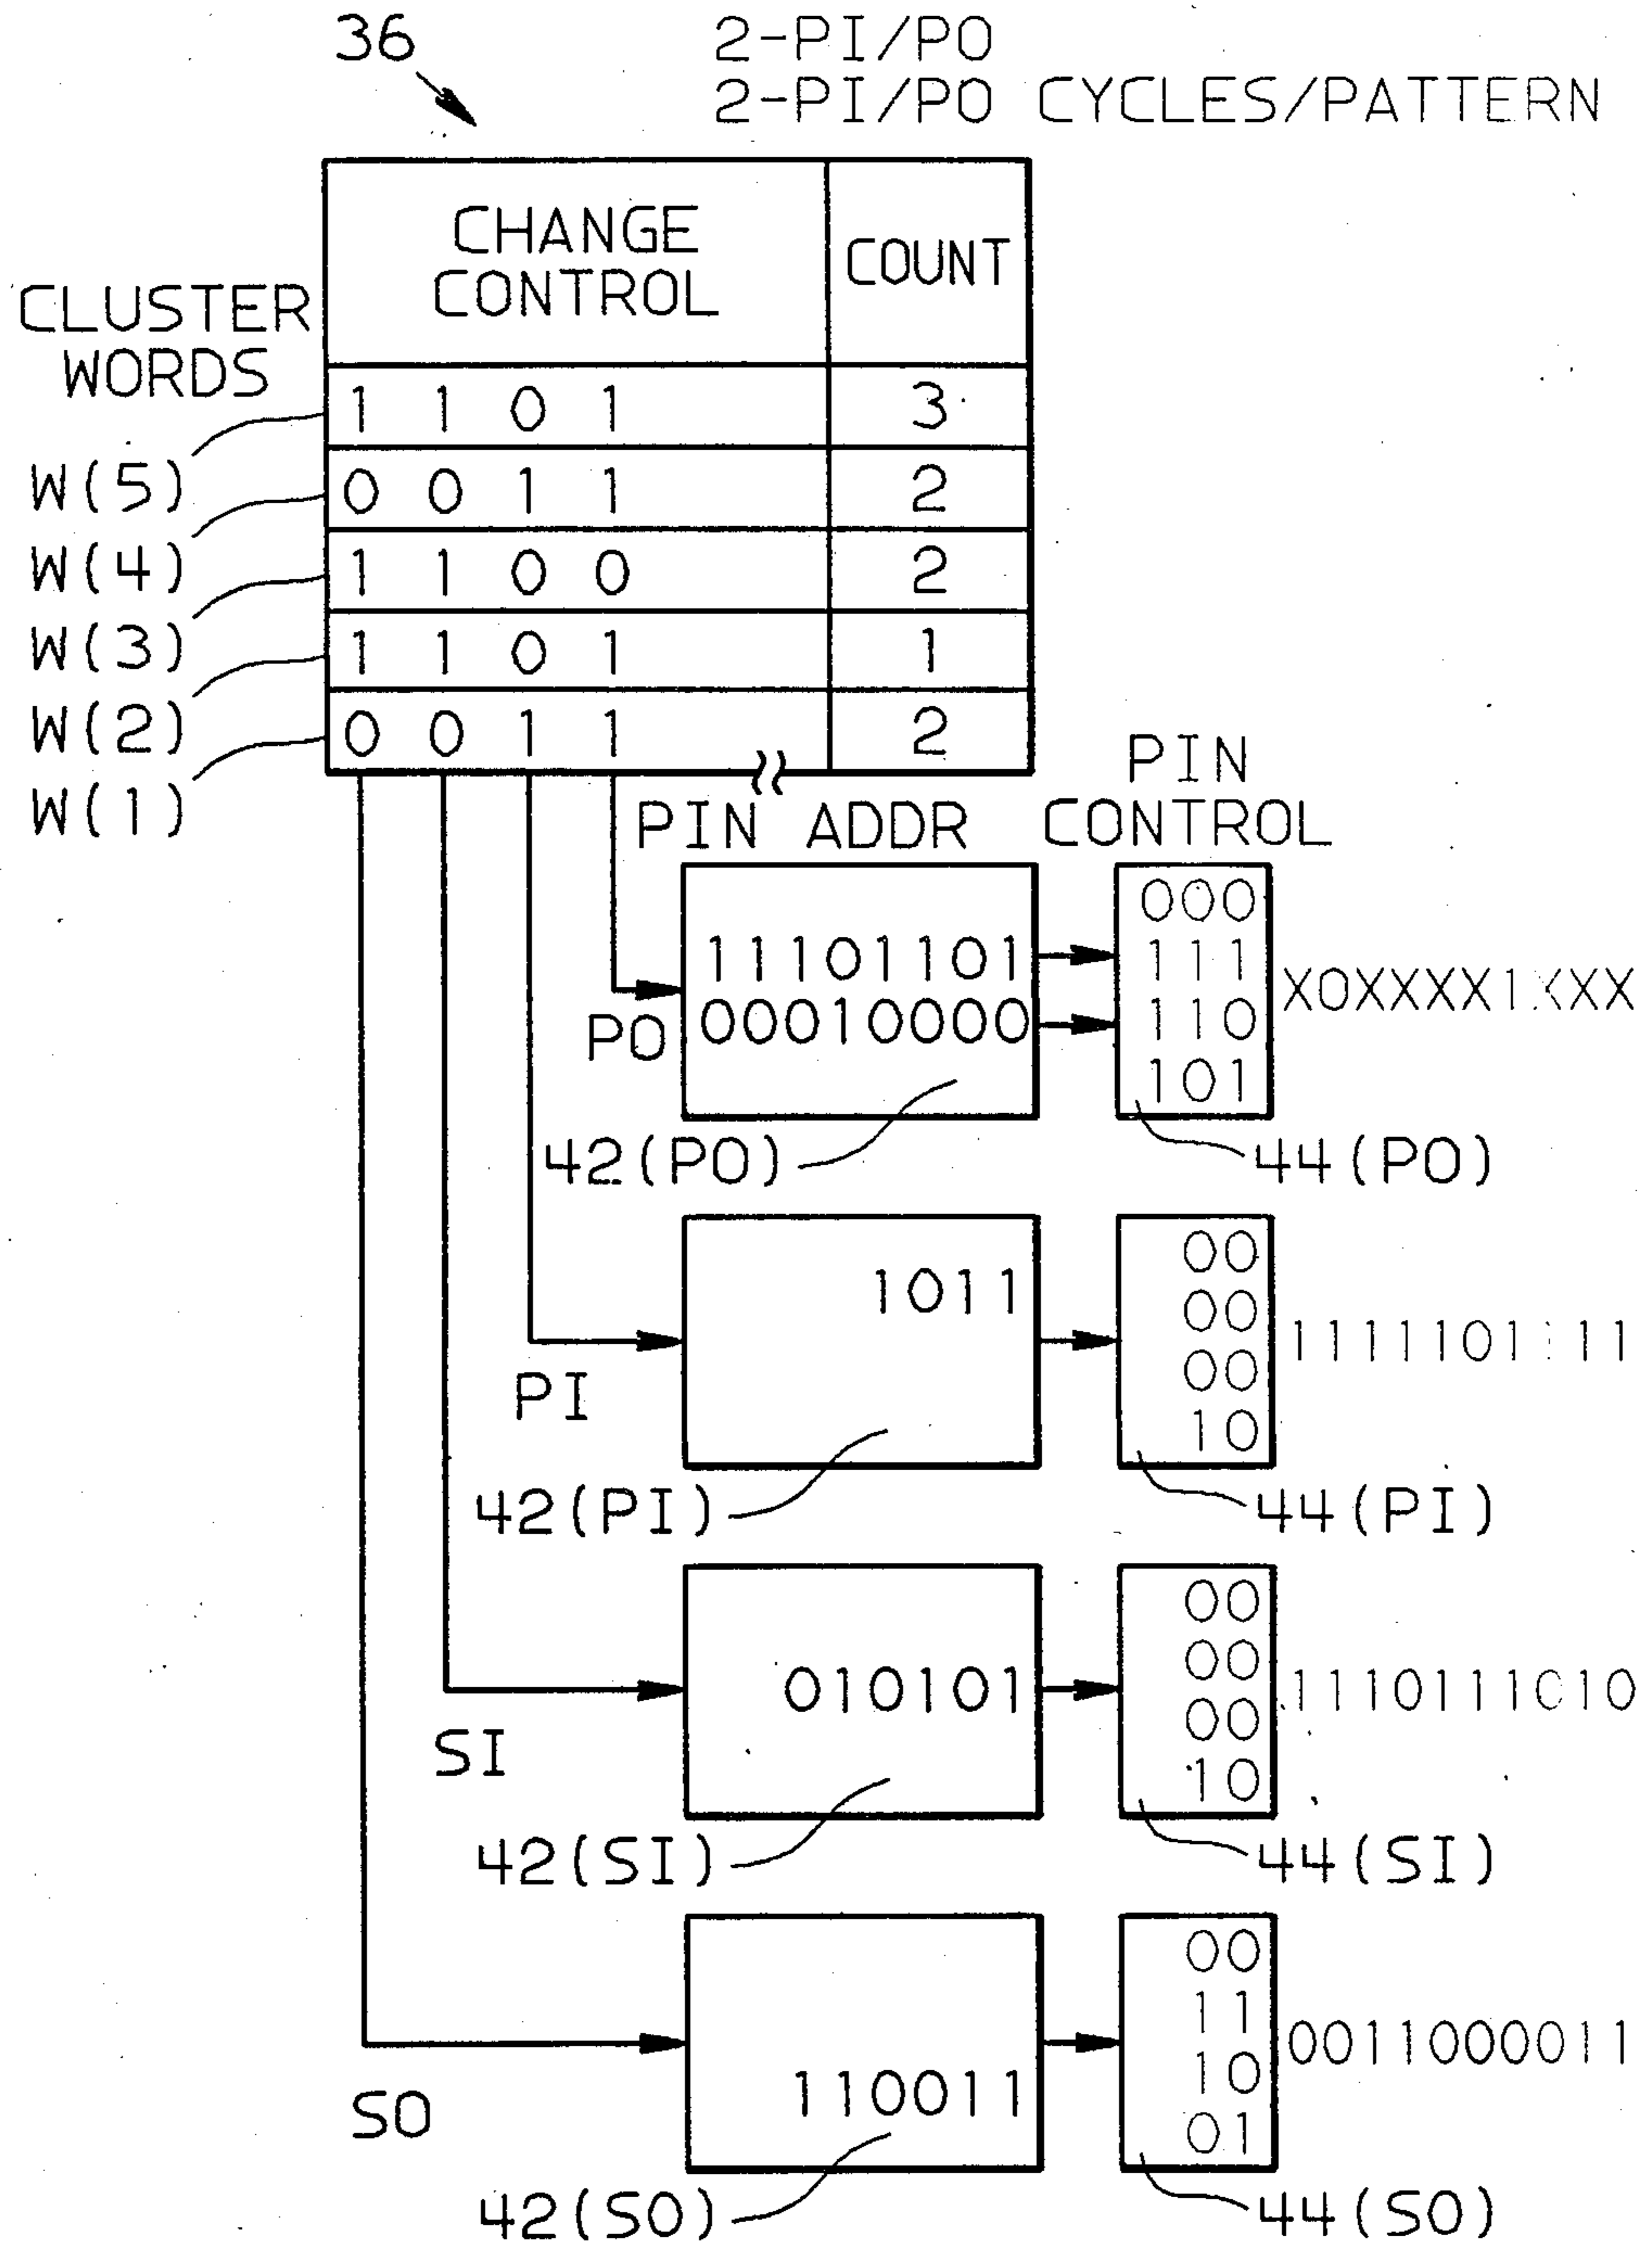 36
2-PI/PO
2-PI/PO CYCLES/PATTERN
CHANGE CONTROL
COUNT
CLUSTER WORDS
1 1 0 1 3
W(5)
0 0 1 1 2
W(4)
1 1 0 0 2
W(3)
1 1 0 1 1
W(2)
0 0 1 1 2
W(1)
PIN ADDR
PIN CONTROL
11101101
00010000
PO
000
111
110
101
42(PO)
44(PO)
1011
PI
00
00
00
10
42(PI)
44(PI)
010101
SI
00
00
00
10
1110111010
42(SI)
44(SI)
110011
SO
00
11
10
01
0011000011
42(SO)
44(SO)